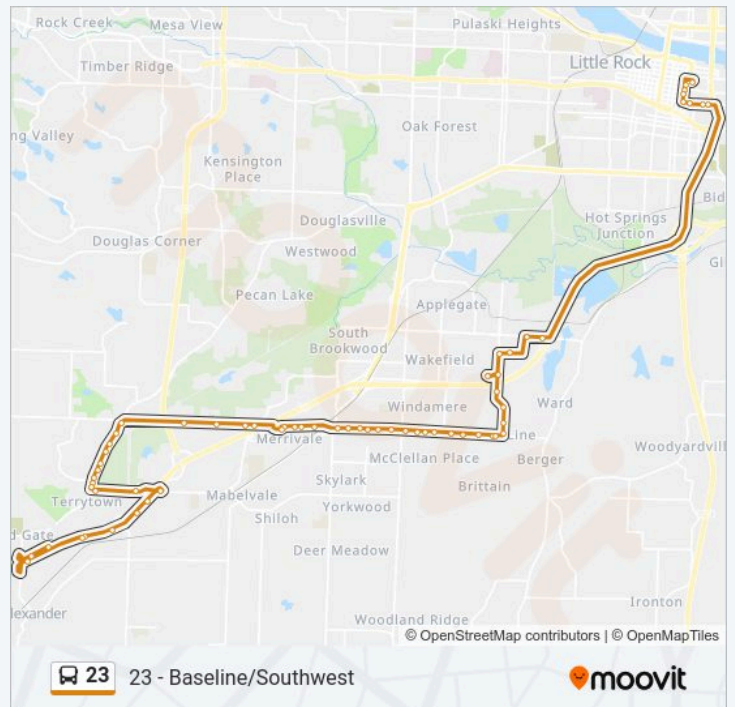 Rock Creek
Mesa View
Pulaski Heights
Timber Ridge
Little Rock
ng Valley
Oak Forest
Kensington
Place
Douglasville
Bid
Hot Springs
Junction
Douglas Corner
Westwood
Gi
Pecan Lake
Applegate
South
Brookwood
Wakefield
Windamere
Ward
Merrivale
Line
Woodyardvill
McClellan Place
Berger
Skylark
Brittain
Mabelvale
Terrytown
Yorkwood
Shiloh
d Gate
Deer Meadow
Ironton
lexander
Woodland Ridge
© OpenStreetMap contributors | © OpenMapTiles
23
23 - Baseline/Southwest
moovit